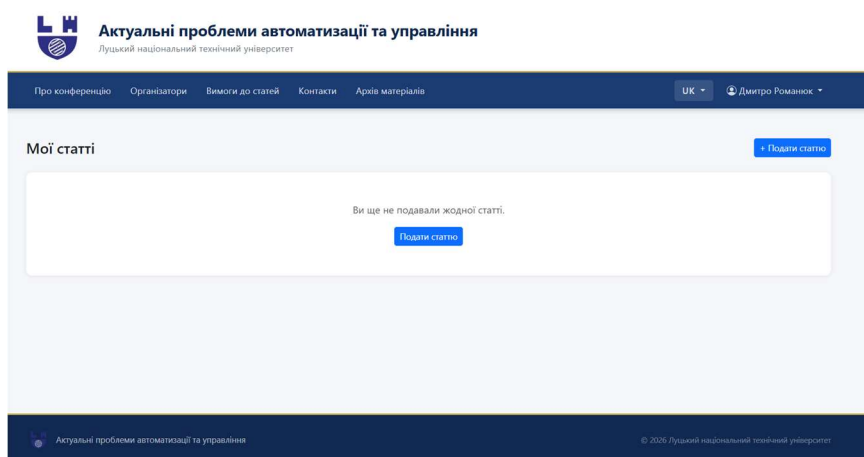 Актуальні проблеми автоматизації та управління
Луцький національний технічний університет
Про конференцію Організатори Вимоги до статей Контакти Архів матеріалів UK Дмитро Романюк
Мої статті + Подати статтю
Ви ще не подавали жодної статті.
Подати статтю
Актуальні проблеми автоматизації та управління © 2026 Луцький національний технічний університет